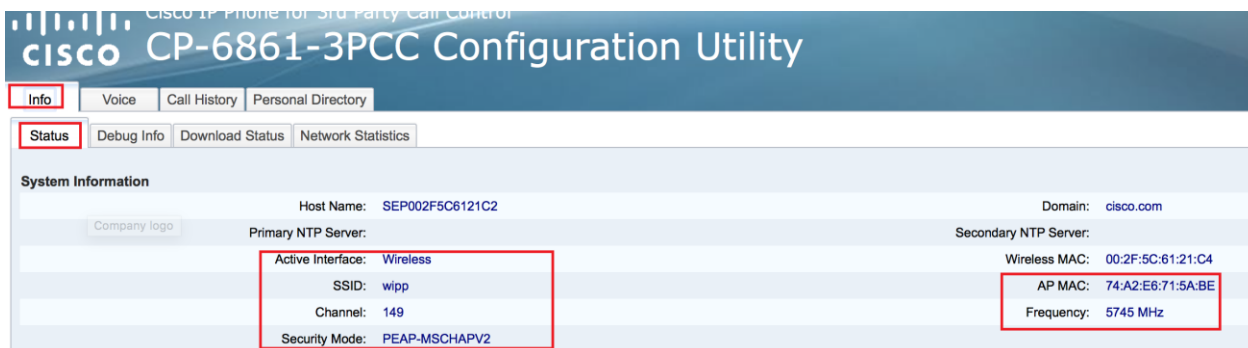 Cisco IP Phone for 3rd Party Call Control
CISCO CP-6861-3PCC Configuration Utility
Info Voice Call History Personal Directory
Status Debug Info Download Status Network Statistics
System Information
Host Name: SEP002F5C6121C2 Domain: cisco.com
Company logo
Primary NTP Server: Secondary NTP Server:
Active Interface: Wireless Wireless MAC: 00:2F:5C:61:21:C4
SSID: wipp AP MAC: 74:A2:E6:71:5A:BE
Channel: 149 Frequency: 5745 MHz
Security Mode: PEAP-MSCHAPV2